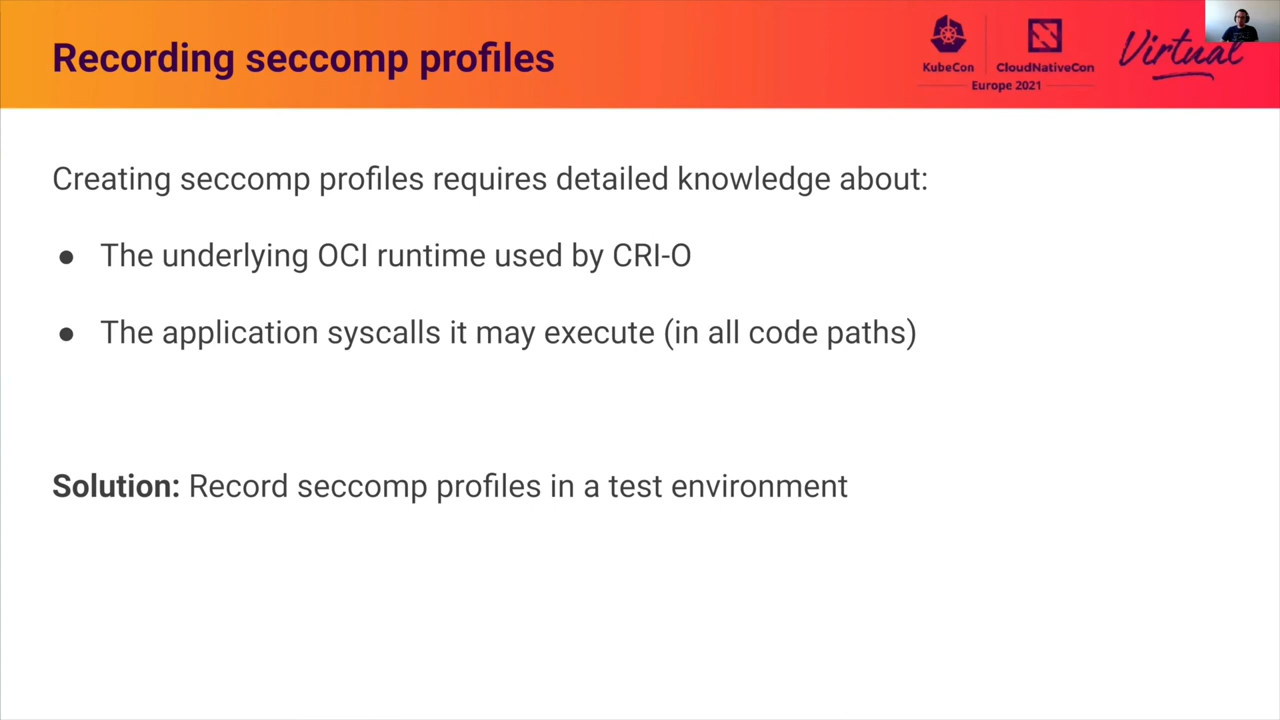 Recording seccomp profiles
KubeCon
CloudNativeCon
Europe 2021
Virtual
Creating seccomp profiles requires detailed knowledge about:
● The underlying OCI runtime used by CRI-O
● The application syscalls it may execute (in all code paths)
Solution: Record seccomp profiles in a test environment